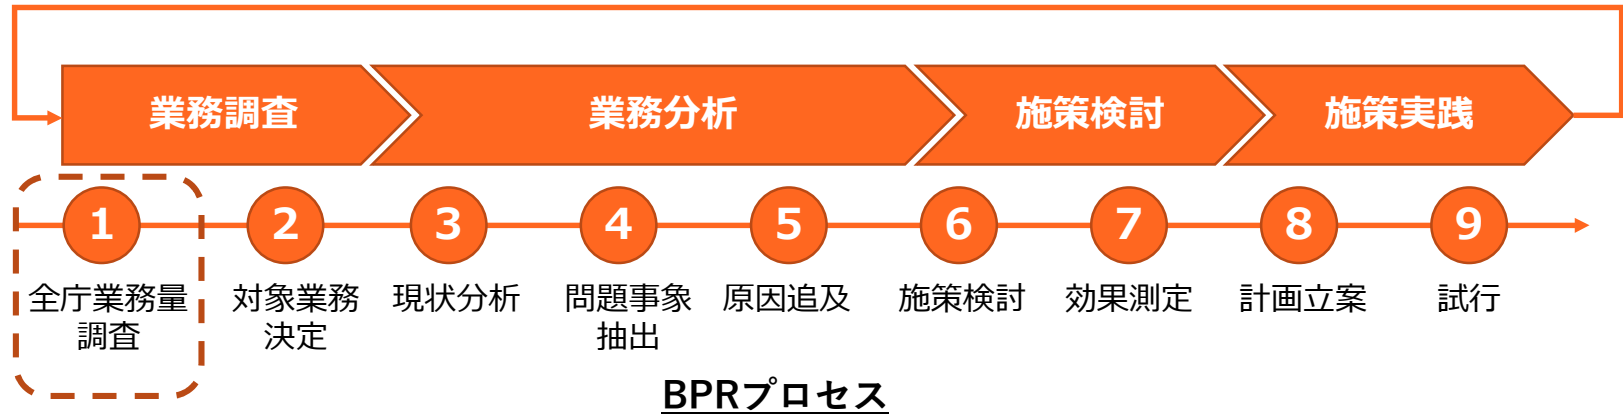 業務調査
業務分析
施策検討
施策実践
1
2
3
4
5
6
7
8
9
全庁業務量
調査
対象業務
決定
現状分析
問題事象
抽出
原因追及
施策検討
効果測定
計画立案
試行
BPRプロセス